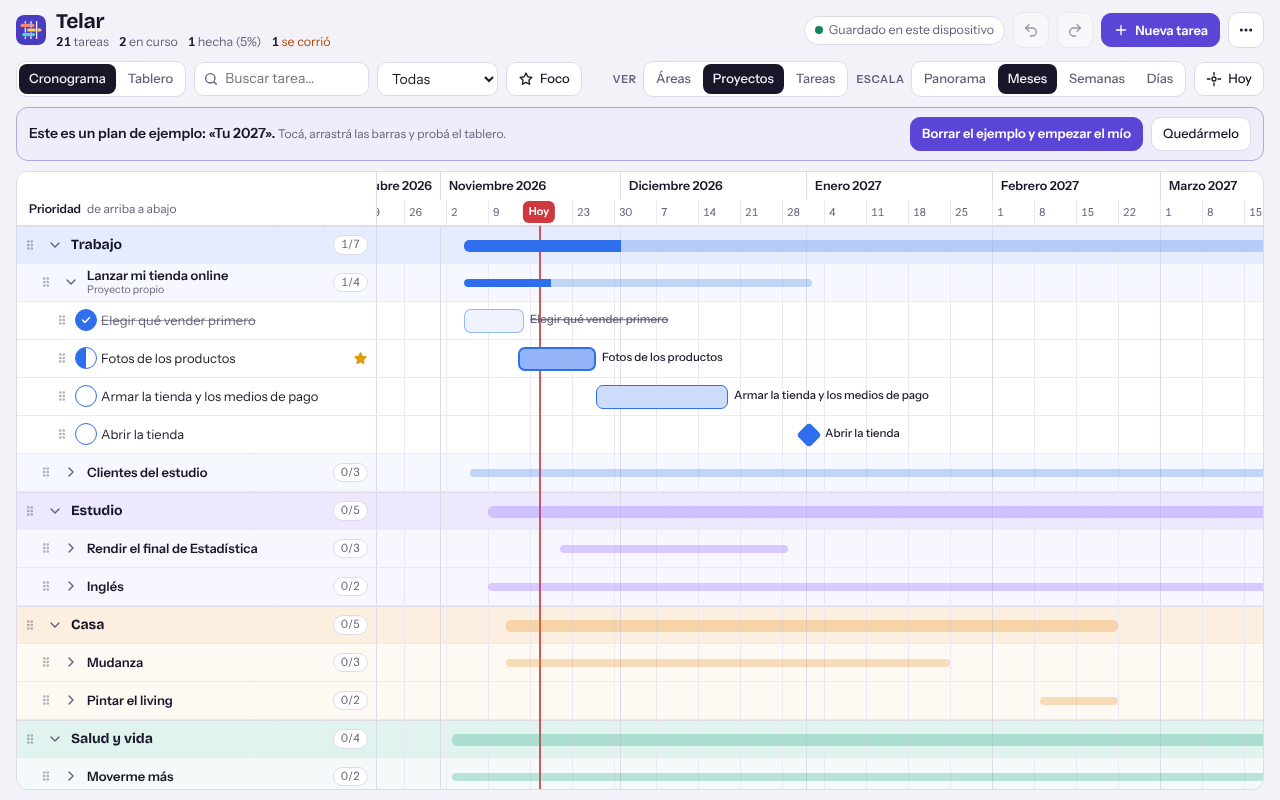 Telar
21 tareas 2 en curso 1 hecha (5%) 1 se corrió
Guardado en este dispositivo
Nueva tarea
Cronograma Tablero Buscar tarea... Todas Foco VER Áreas Proyectos Tareas ESCALA Panorama Meses Semanas Días Hoy
Este es un plan de ejemplo: «Tu 2027». Tocá, arrastrá las barras y probá el tablero.
Borrar el ejemplo y empezar el mío Quedármelo
ubre 2026 Noviembre 2026 Diciembre 2026 Enero 2027 Febrero 2027 Marzo 2027
Prioridad de arriba a abajo
26 2 9 Hoy 23 30 7 14 21 28 4 11 18 25 1 8 15 22 1 8 15
Trabajo 1/7
Lanzar mi tienda online
Proyecto propio
1/4
Elegir qué vender primero Elegir qué vender primero
Fotos de los productos Fotos de los productos
Armar la tienda y los medios de pago Armar la tienda y los medios de pago
Abrir la tienda Abrir la tienda
Clientes del estudio 0/3
Estudio 0/5
Rendir el final de Estadística 0/3
Inglés 0/2
Casa 0/5
Mudanza 0/3
Pintar el living 0/2
Salud y vida 0/4
Moverme más 0/2